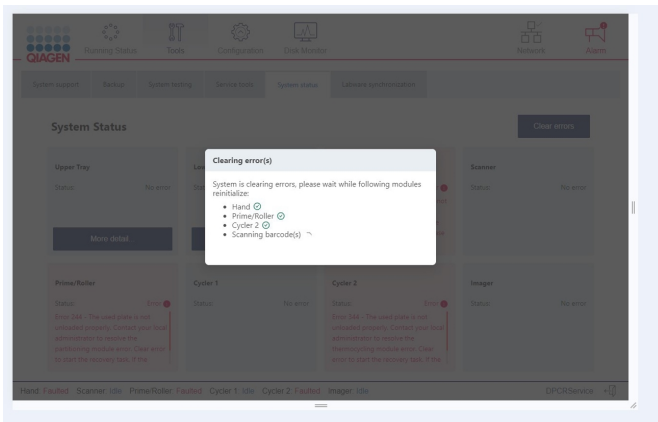 QIAGEN
Running Status
Tools
Configuration
Disk Monitor
Network
Alarm
System support
Backup
System testing
Service tools
System status
System Status
Clear errors
Clearing error(s)
System is clearing errors, please wait while following modules
reinitialize:
Hand
Prime/Roller
Cycler 2
Scanning barcode(s)
Upper Tray
Status: No error
More detail
Scanner
Status: No error
Prime/Roller
Status: Error
Error 244 - The used plate is not
unloaded properly. Contact your local
administrator to resolve the
partitioning module error. Clear error
to start the recovery task. If the
Cycler 1
Status: No error
Cycler 2
Status: Error
Error 244 - The used plate is not
unloaded properly. Contact your local
administrator to resolve the
thermocycling module error. Clear
error to start the recovery task. If the
Imager
Status: No error
Hand: Faulted Scanner: Idle Prime/Roller: Faulted Cycler 1: Idle Cycler 2: Faulted Imager: Idle
DPCRService